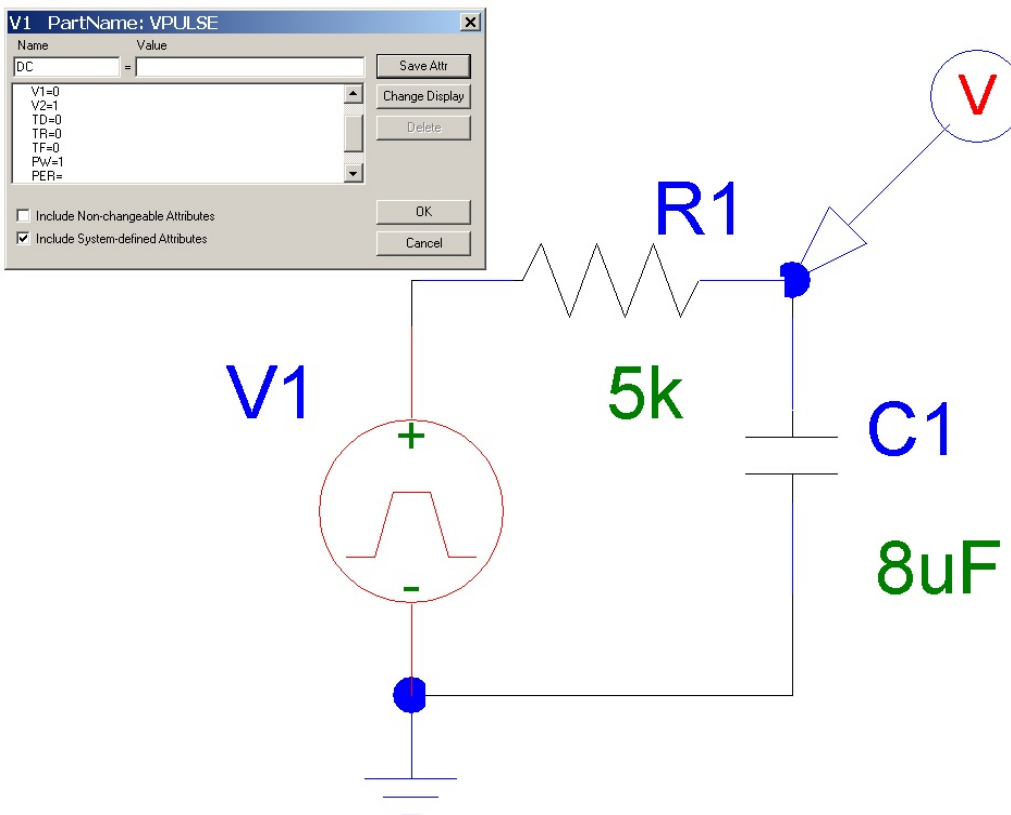 V1 PartName: VPULSE
Name Value
DC =
Save Attr
V1=0
V2=1
TD=0
TR=0
TF=0
PW=1
PER=
Change Display
Delete
Include Non-changeable Attributes
Include System-defined Attributes
OK
Cancel
V
R1
5k
V1
+
-
C1
8uF